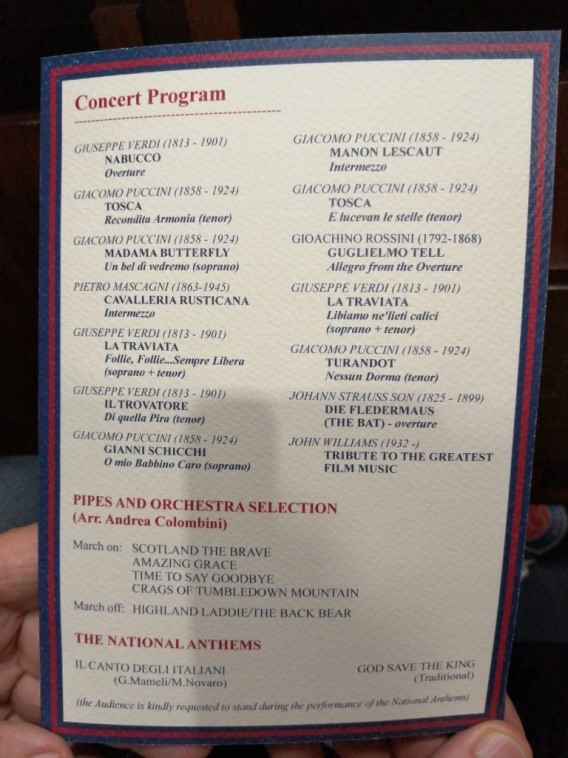 Concert Program
GIUSEPPE VERDI (1813 - 1901)
NABUCCO
Overture
GIACOMO PUCCINI (1858 - 1924)
TOSCA
Recondita Armonia (tenor)
GIACOMO PUCCINI (1858 - 1924)
MADAMA BUTTERFLY
Un bel dì vedremo (soprano)
PIETRO MASCAGNI (1863-1945)
CAVALLERIA RUSTICANA
Intermezzo
GIUSEPPE VERDI (1813 - 1901)
LA TRAVIATA
Follie, Follie...Sempre Libera
(soprano + tenor)
GIUSEPPE VERDI (1813 - 1901)
IL TROVATORE
Di quella Pira (tenor)
GIACOMO PUCCINI (1858 - 1924)
GIANNI SCHICCHI
O mio Babbino Caro (soprano)
GIACOMO PUCCINI (1858 - 1924)
MANON LESCAUT
Intermezzo
GIACOMO PUCCINI (1858 - 1924)
TOSCA
E lucevan le stelle (tenor)
GIOACHINO ROSSINI (1792-1868)
GUGLIELMO TELL
Allegro from the Overture
GIUSEPPE VERDI (1813 - 1901)
LA TRAVIATA
Libiamo ne'lieti calici
(soprano + tenor)
GIACOMO PUCCINI (1858 - 1924)
TURANDOT
Nessun Dorma (tenor)
JOHANN STRAUSS SON (1825 - 1899)
DIE FLEDERMAUS
(THE BAT) - overture
JOHN WILLIAMS (1932 -)
TRIBUTE TO THE GREATEST
FILM MUSIC
PIPES AND ORCHESTRA SELECTION
(Arr. Andrea Colombini)
March on: SCOTLAND THE BRAVE
AMAZING GRACE
TIME TO SAY GOODBYE
CRAGS OF TUMBLEDOWN MOUNTAIN
March off: HIGHLAND LADDIE/THE BACK BEAR
THE NATIONAL ANTHEMS
IL CANTO DEGLI ITALIANI
(G.Mameli/M.Novaro)
GOD SAVE THE KING
(Traditional)
(the Audience is kindly requested to stand during the performance of the National Anthems)